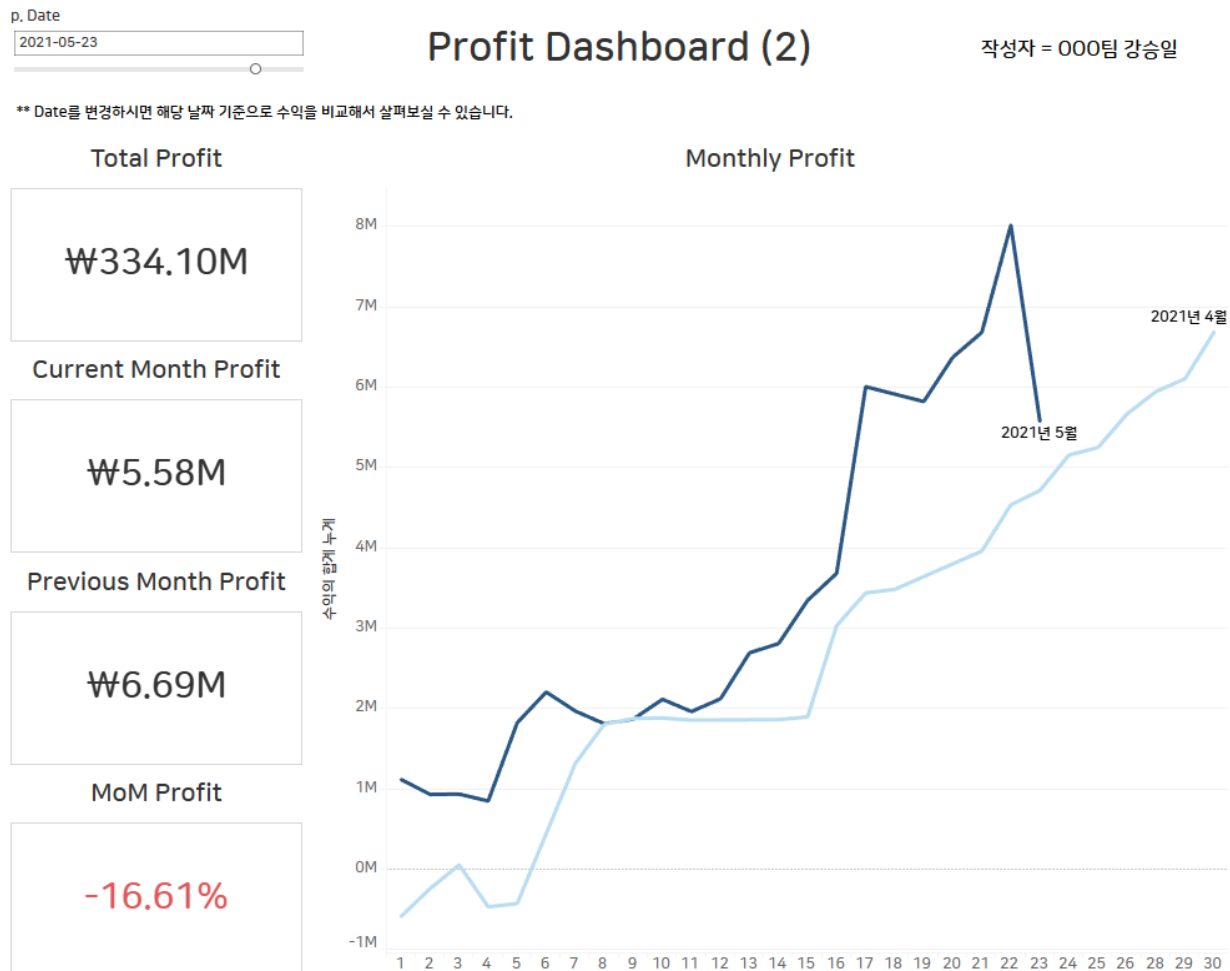 p. Date
2021-05-23
Profit Dashboard (2)
작성자 = OOO팀 강승일
** Date를 변경하시면 해당 날짜 기준으로 수익을 비교해서 살펴보실 수 있습니다.
Total Profit
₩334.10M
Current Month Profit
₩5.58M
Previous Month Profit
₩6.69M
MoM Profit
-16.61%
Monthly Profit
수익의 합계 누계
8M
7M
6M
5M
4M
3M
2M
1M
0M
-1M
2021년 4월
2021년 5월
1 2 3 4 5 6 7 8 9 10 11 12 13 14 15 16 17 18 19 20 21 22 23 24 25 26 28 29 30